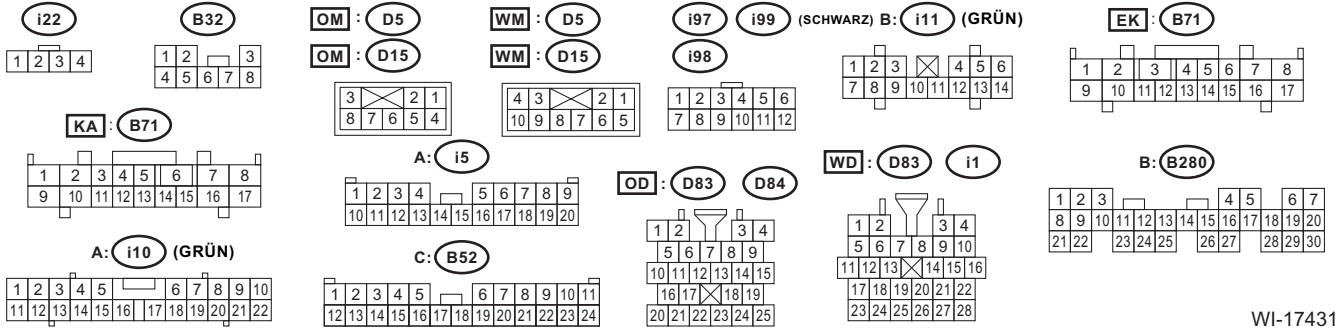 i22
1 2 3 4
B32
1 2 3
4 5 6 7 8
OM : D5
OM : D15
3 2 1
8 7 6 5 4
WM : D5
WM : D15
4 3 2 1
10 9 8 7 6 5
i97 i99 (SCHWARZ)
i98
1 2 3 4 5 6
7 8 9 10 11 12
B: i11 (GRÜN)
1 2 3 4 5 6
7 8 9 10 11 12 13 14
EK : B71
1 2 3 4 5 6 7 8
9 10 11 12 13 14 15 16 17
KA : B71
1 2 3 4 5 6 7 8
9 10 11 12 13 14 15 16 17
A: i5
1 2 3 4 5 6 7 8 9
10 11 12 13 14 15 16 17 18 19 20
OD : D83 D84
1 2 3 4
5 6 7 8 9
10 11 12 13 14 15
16 17 18 19
20 21 22 23 24 25
WD : D83 i1
1 2 3 4
5 6 7 8 9 10
11 12 13 14 15 16
17 18 19 20 21 22
23 24 25 26 27 28
B: B280
1 2 3 4 5 6 7
8 9 10 11 12 13 14 15 16 17 18 19 20
21 22 23 24 25 26 27 28 29 30
A: i10 (GRÜN)
1 2 3 4 5 6 7 8 9 10
11 12 13 14 15 16 17 18 19 20 21 22
C: B52
1 2 3 4 5 6 7 8 9 10 11
12 13 14 15 16 17 18 19 20 21 22 23 24
WI-17431